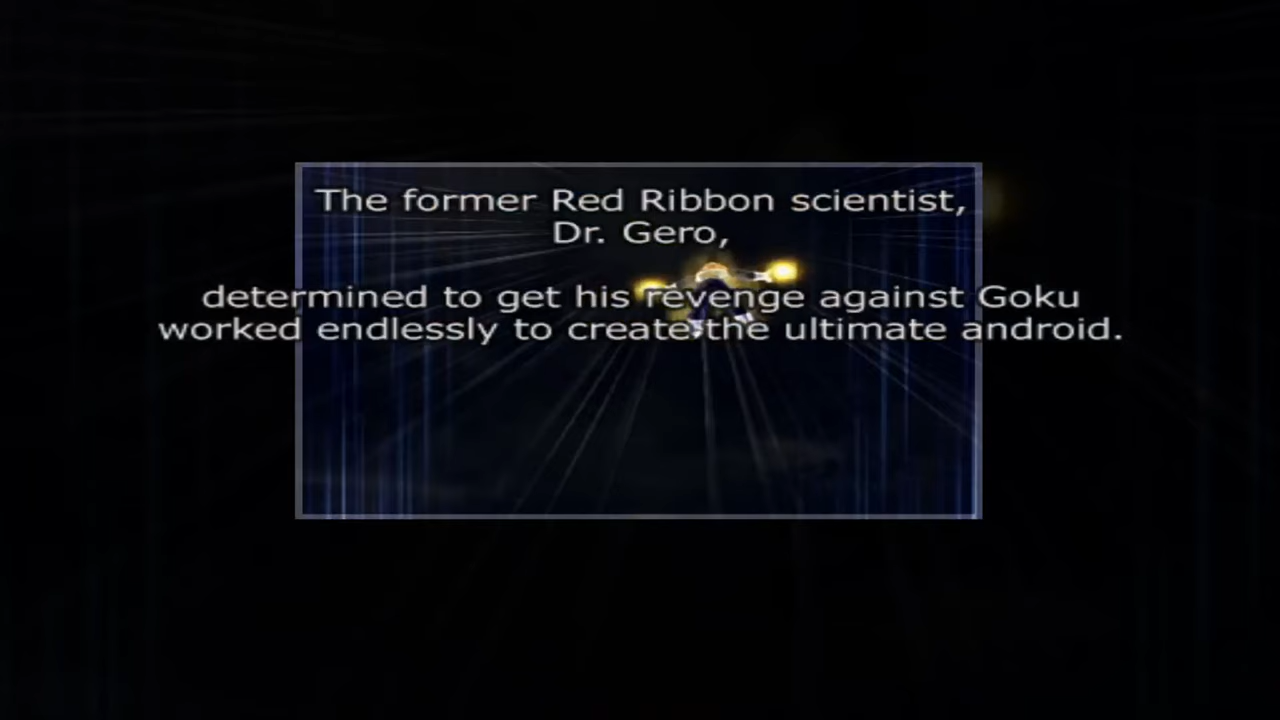 The former Red Ribbon scientist,
Dr. Gero,
determined to get his revenge against Goku
worked endlessly to create the ultimate android.